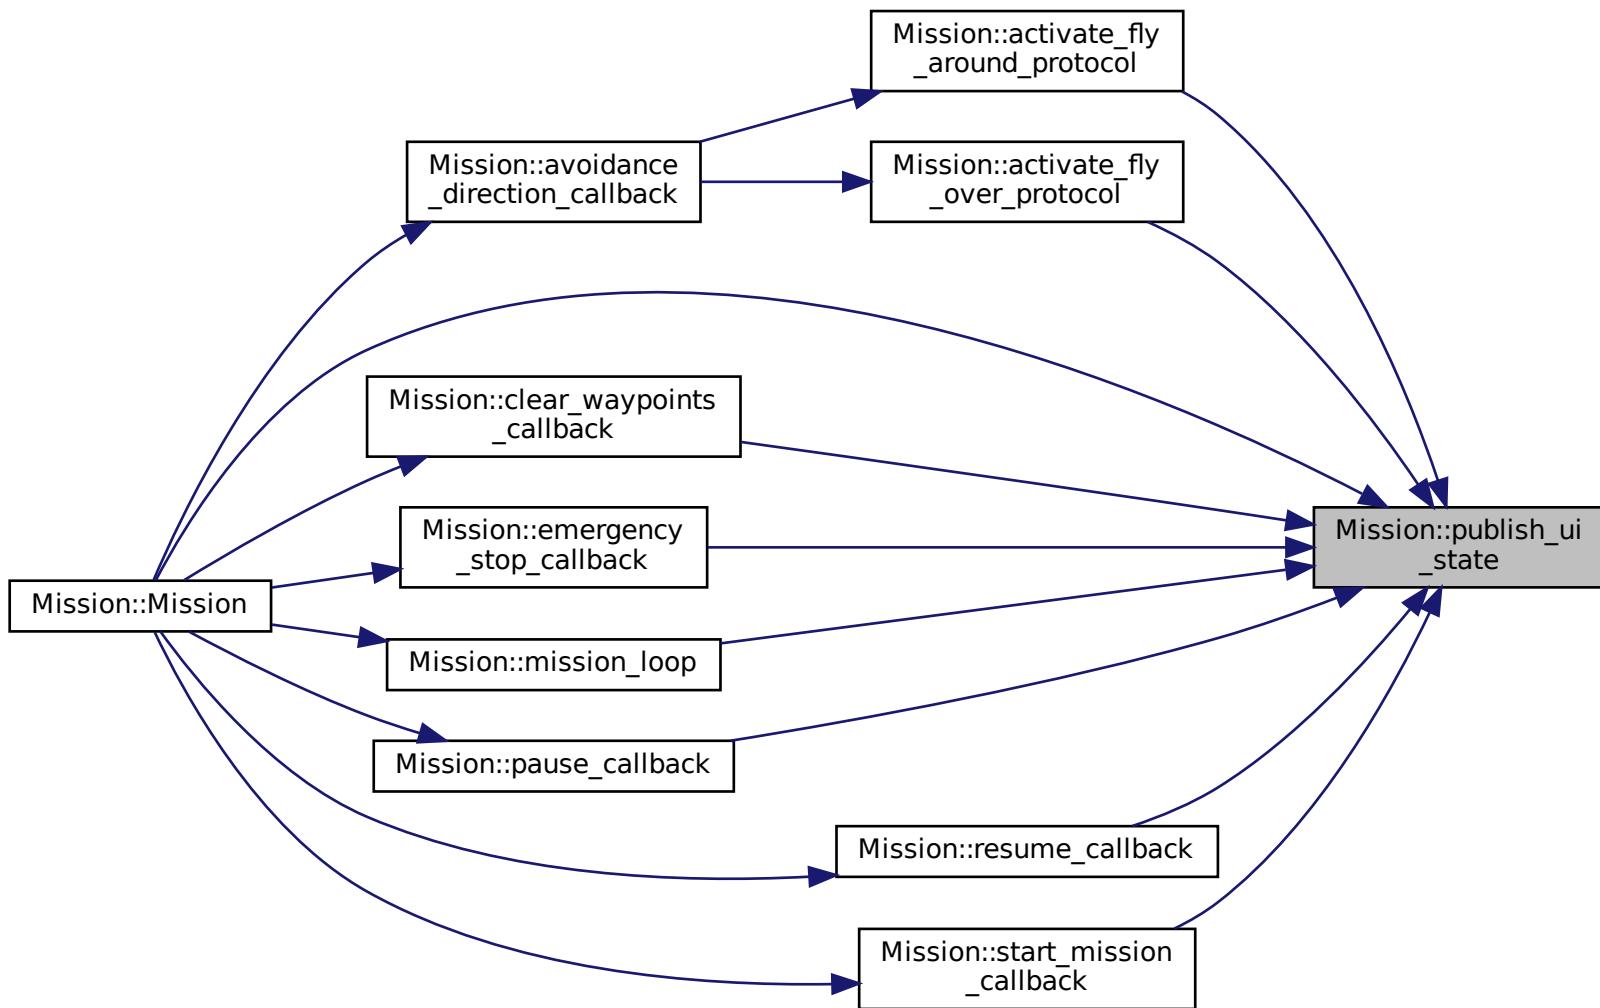 Mission::activate_fly
_around_protocol
Mission::avoidance
_direction_callback
Mission::activate_fly
_over_protocol
Mission::clear_waypoints
_callback
Mission::emergency
_stop_callback
Mission::publish_ui
_state
Mission::Mission
Mission::mission_loop
Mission::pause_callback
Mission::resume_callback
Mission::start_mission
_callback